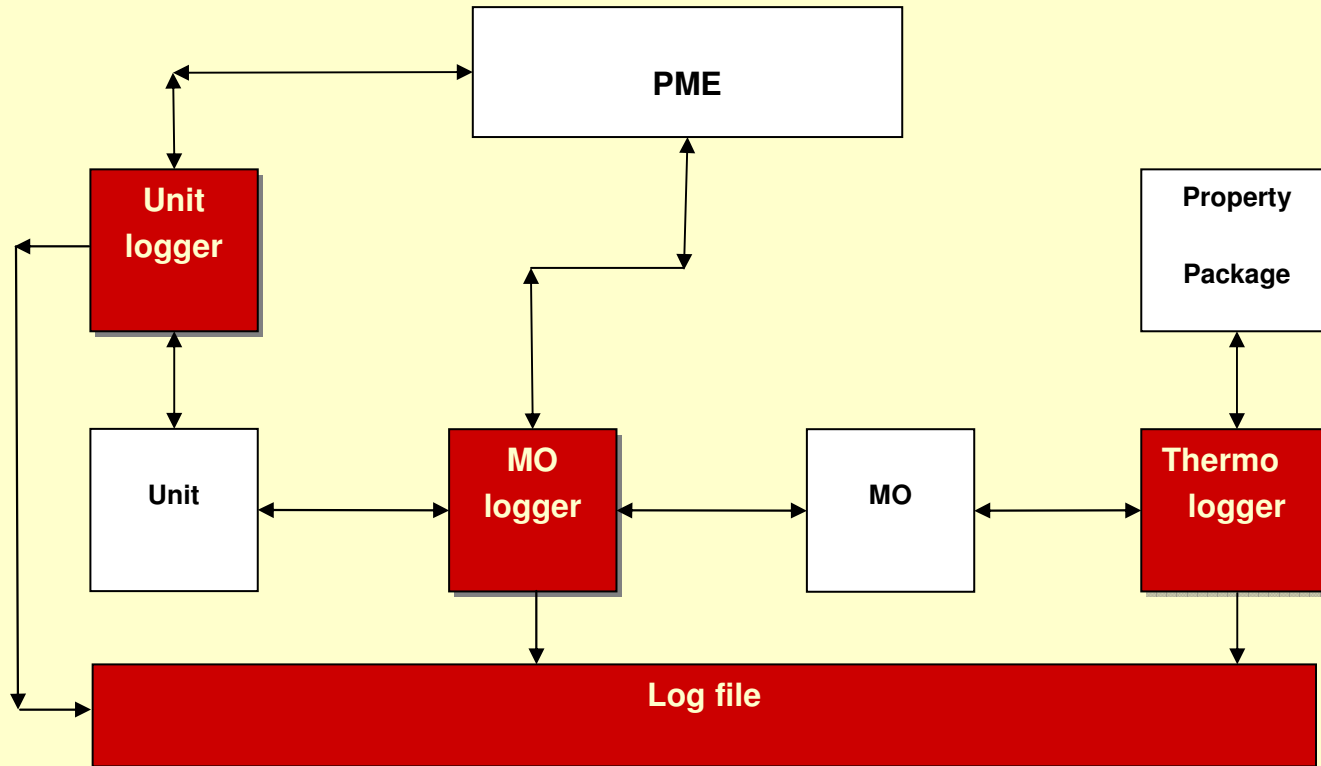 PME
Unit
logger
Property
Package
Unit
MO
logger
MO
Thermo
logger
Log file